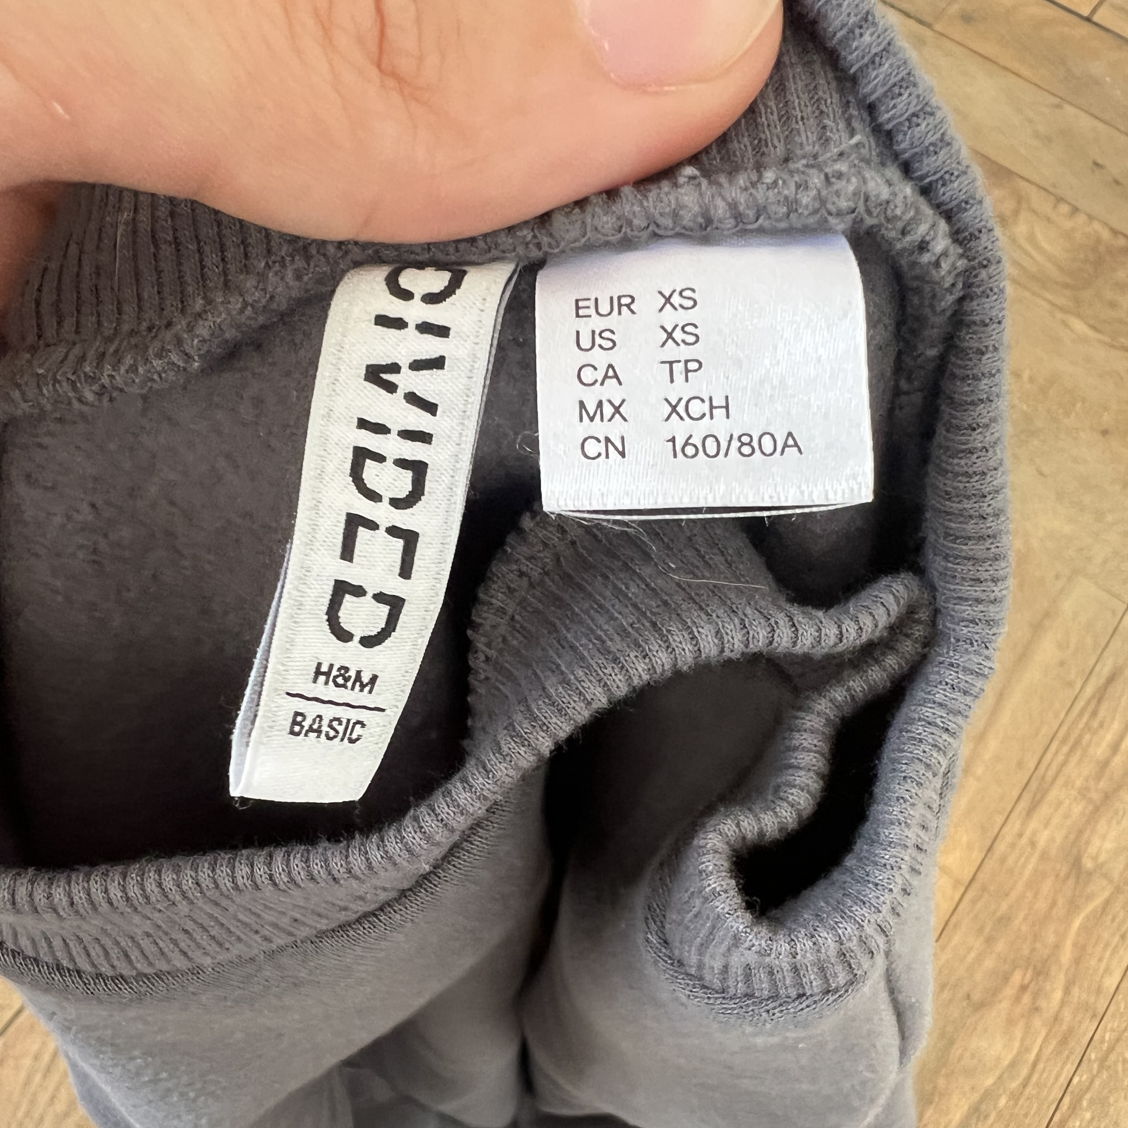 DIVIDED
H&M
BASIC
EUR XS
US XS
CA TP
MX XCH
CN 160/80A